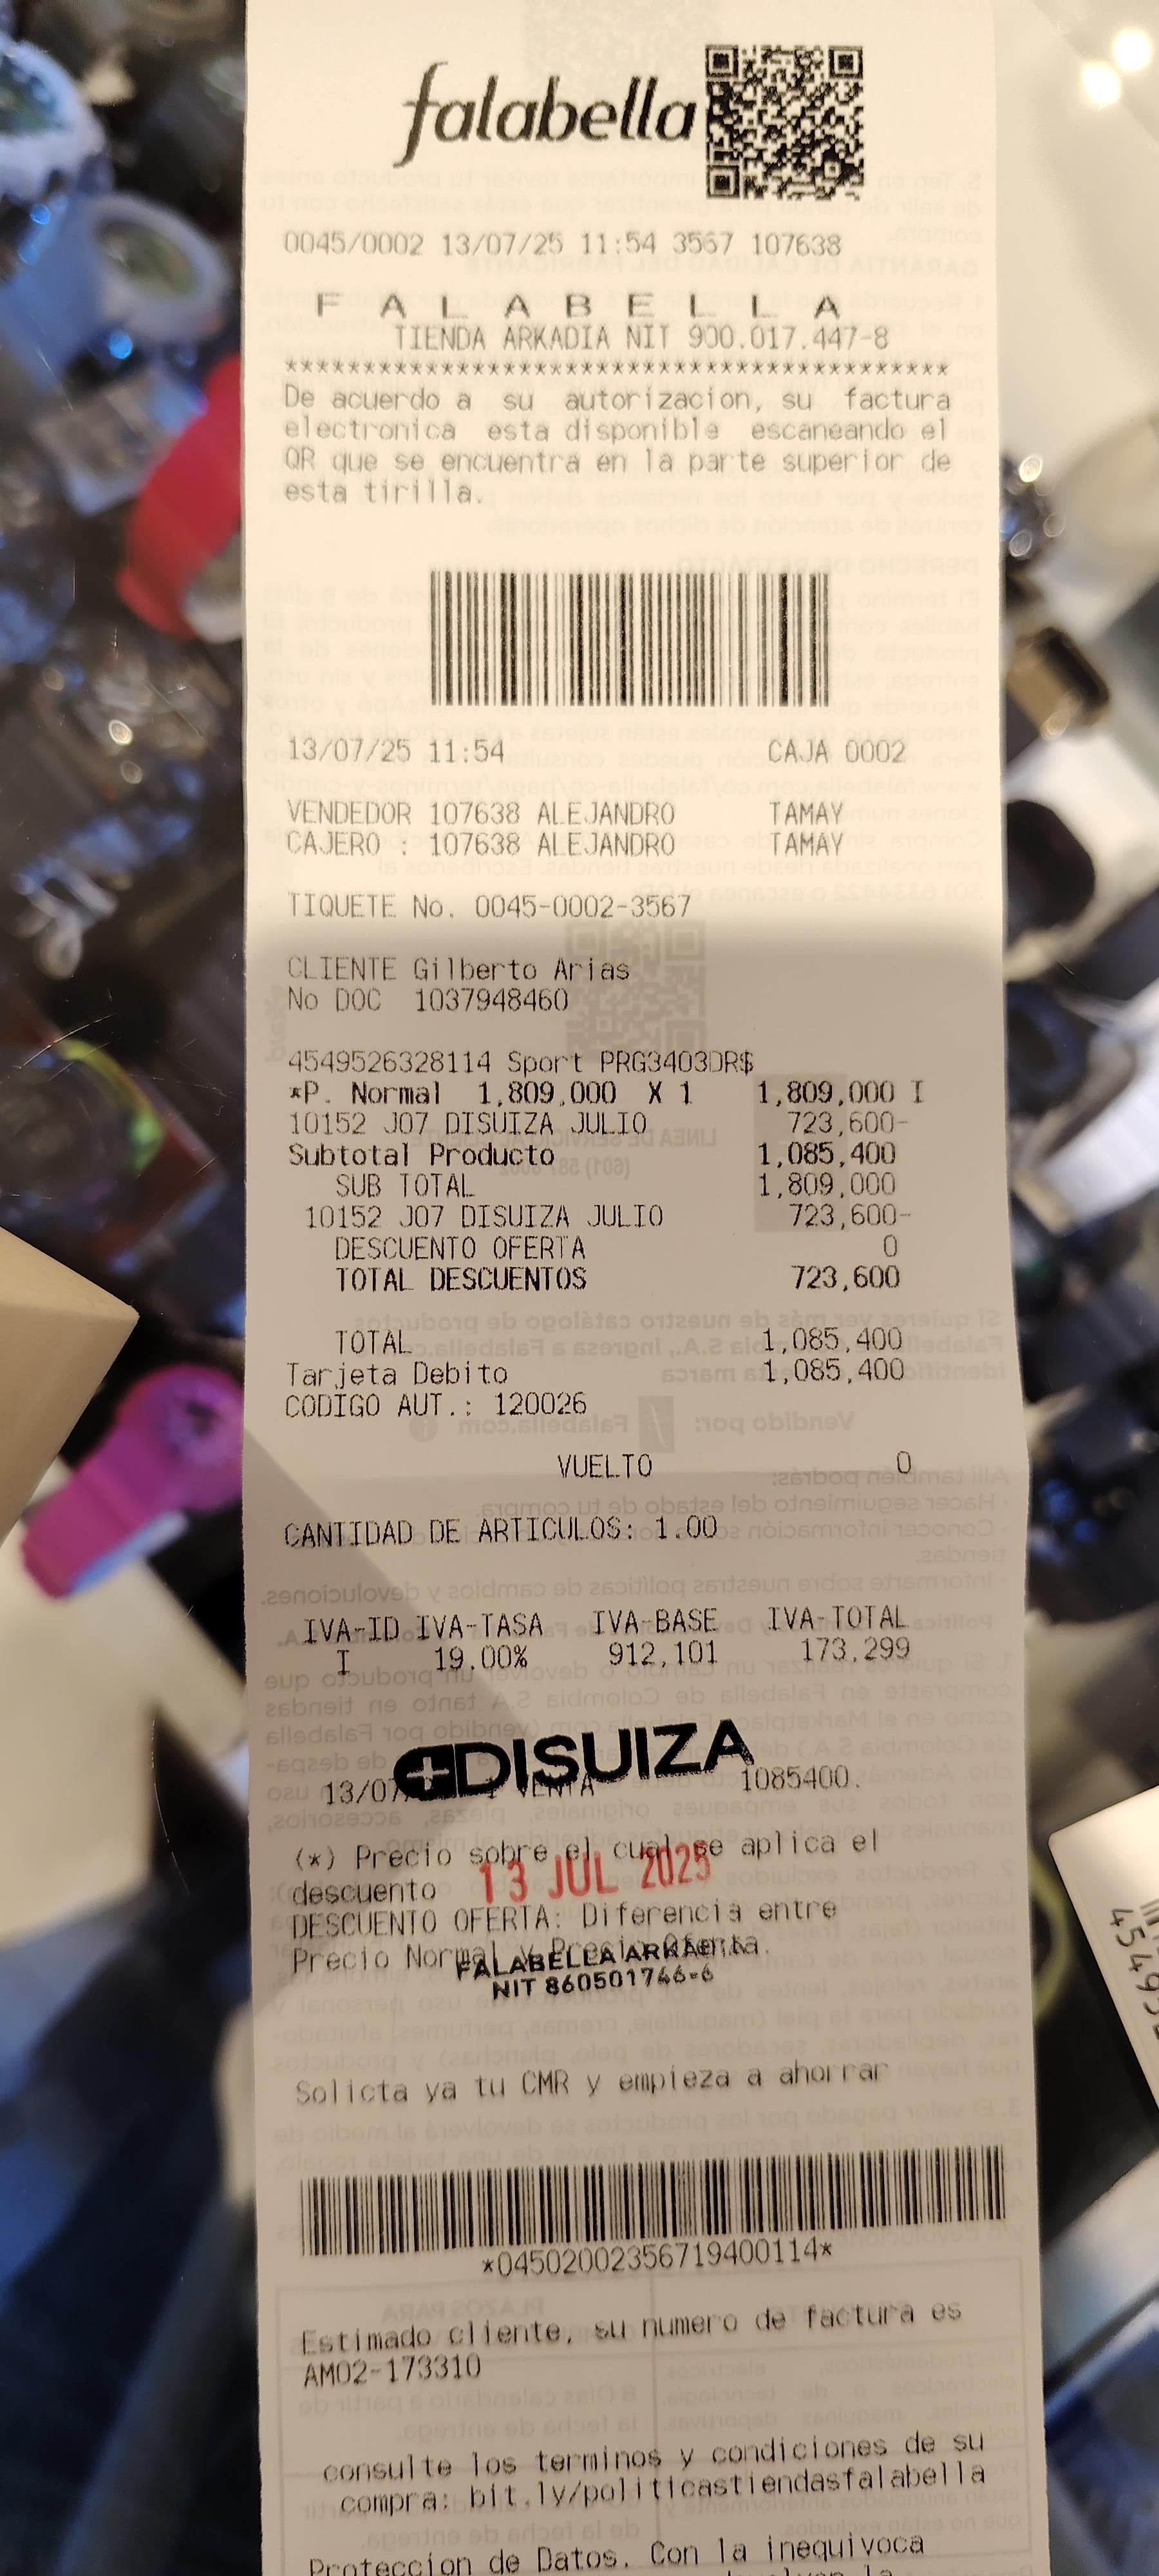 falabella
0045/0002 13/07/25 11:54 3567 107638
FALABELLA
TIENDA ARKADIA NIT 900.017.447-8
*******************************************
De acuerdo a su autorizacion, su factura
electronica esta disponible escaneando el
QR que se encuentra en la parte superior de
esta tirilla.
13/07/25 11:54 CAJA 0002
VENDEDOR 107638 ALEJANDRO TAMAY
CAJERO : 107638 ALEJANDRO TAMAY
TIQUETE No. 0045-0002-3567
CLIENTE Gilberto Arias
No DOC 1037948460
4549526328114 Sport PRG3403DR$
*P. Normal 1,809,000 X 1 1,809,000 I
10152 J07 DISUIZA JULIO 723,600-
Subtotal Producto 1,085,400
SUB TOTAL 1,809,000
10152 J07 DISUIZA JULIO 723,600-
DESCUENTO OFERTA 0
TOTAL DESCUENTOS 723,600
TOTAL 1,085,400
Tarjeta Debito 1,085,400
CODIGO AUT.: 120026
VUELTO 0
CANTIDAD DE ARTICULOS: 1.00
IVA-ID IVA-TASA IVA-BASE IVA-TOTAL
I 19.00% 912,101 173,299
DISUIZA
13/07 VENTA 1085400.
(*) Precio sobre el cual se aplica el
descuento
13 JUL 2025
DESCUENTO OFERTA: Diferencia entre
Precio Normal y Precio Oferta.
FALABELLA ARKADIA
NIT 860501746-6
Solicta ya tu CMR y empieza a ahorrar
*04502002356719400114*
Estimado cliente, su numero de factura es
AM02-173310
consulte los terminos y condiciones de su
compra: bit.ly/politicastiendasfalabella
Proteccion de Datos. Con la inequivoca